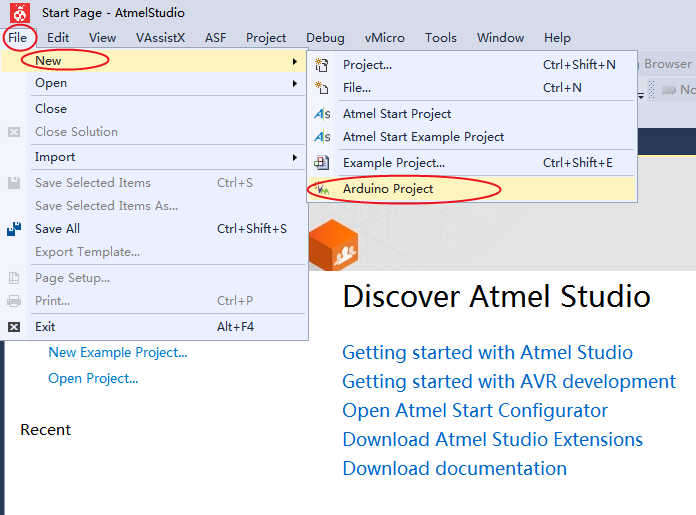 Start Page - AtmelStudio
File Edit View VAssistX ASF Project Debug vMicro Tools Window Help
New
Open
Close
Close Solution
Import
Save Selected Items Ctrl+S
Save Selected Items As...
Save All Ctrl+Shift+S
Export Template...
Page Setup...
Print... Ctrl+P
Exit Alt+F4
Project... Ctrl+Shift+N
File... Ctrl+N
Atmel Start Project
Atmel Start Example Project
Example Project... Ctrl+Shift+E
Arduino Project
Browser
No
New Example Project...
Open Project...
Recent
Discover Atmel Studio
Getting started with Atmel Studio
Getting started with AVR development
Open Atmel Start Configurator
Download Atmel Studio Extensions
Download documentation